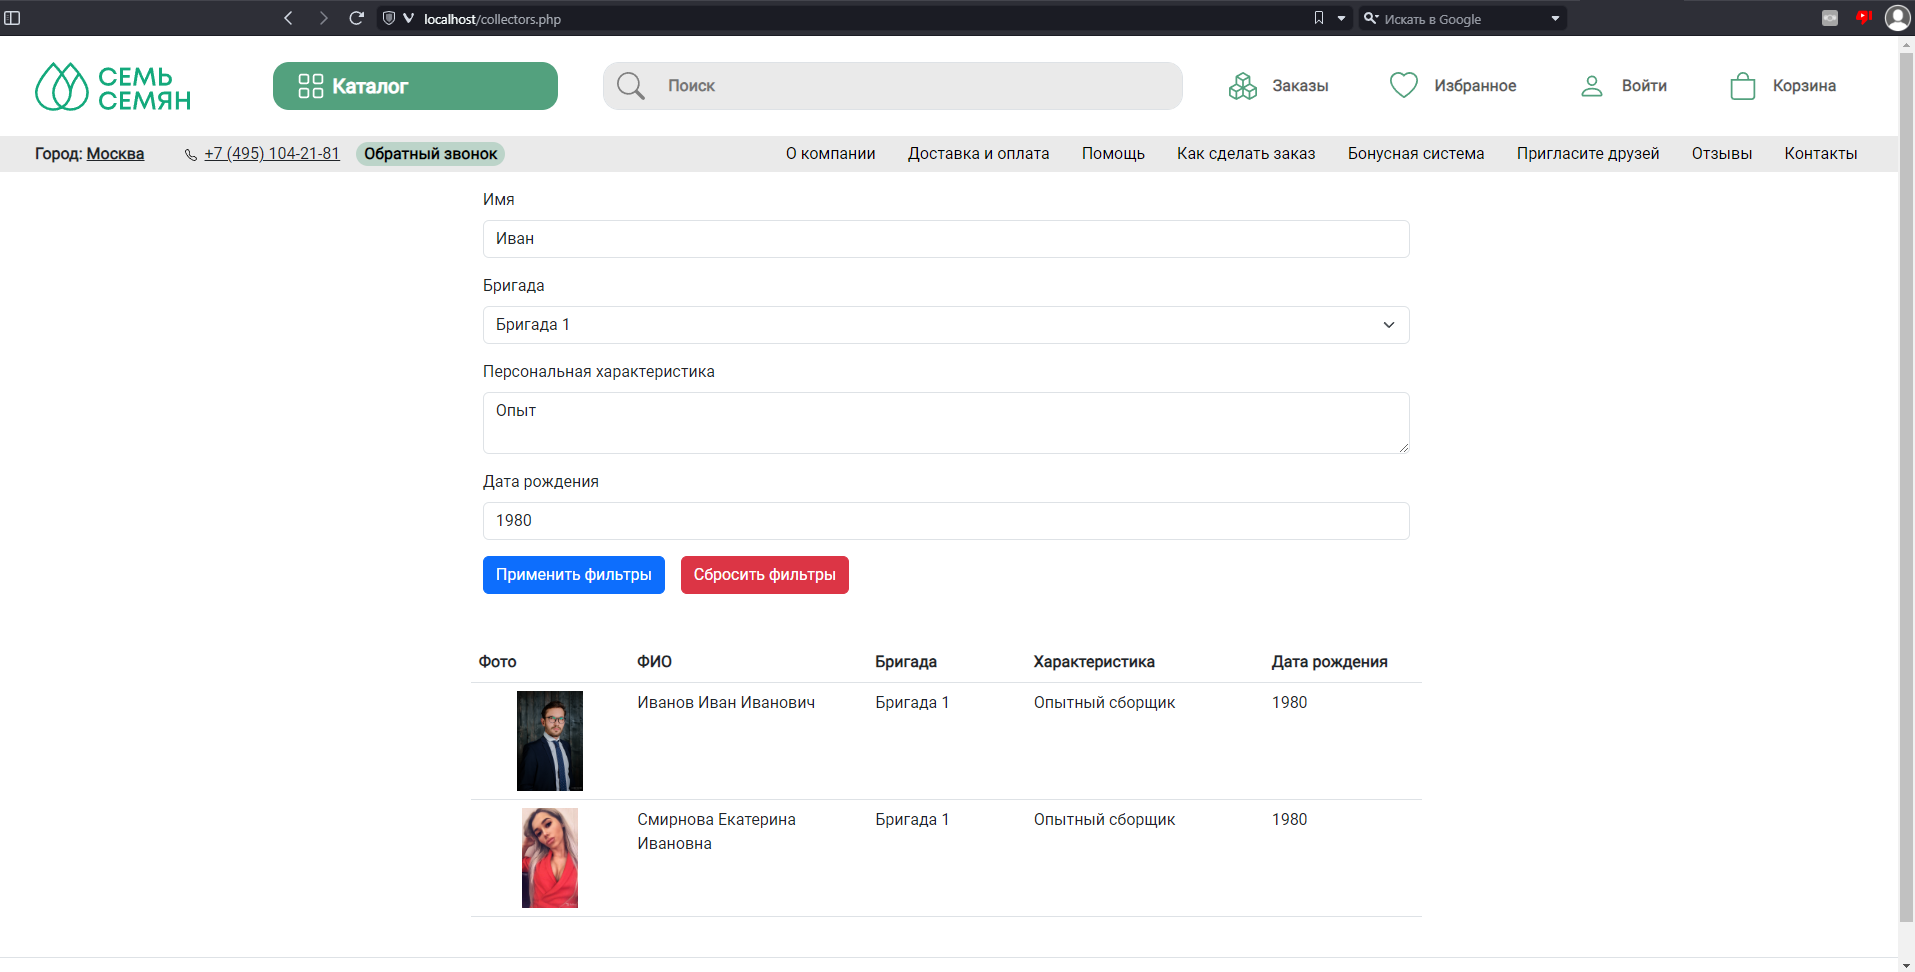 localhost/collectors.php
Искать в Google
СЕМЬ
СЕМЯН
Каталог
Поиск
Заказы
Избранное
Войти
Корзина
Город: Москва
+7 (495) 104-21-81
Обратный звонок
О компании
Доставка и оплата
Помощь
Как сделать заказ
Бонусная система
Пригласите друзей
Отзывы
Контакты
Имя
Иван
Бригада
Бригада 1
Персональная характеристика
Опыт
Дата рождения
1980
Применить фильтры
Сбросить фильтры
Фото ФИО Бригада Характеристика Дата рождения
Иванов Иван Иванович Бригада 1 Опытный сборщик 1980
Смирнова Екатерина Бригада 1 Опытный сборщик 1980
Ивановна